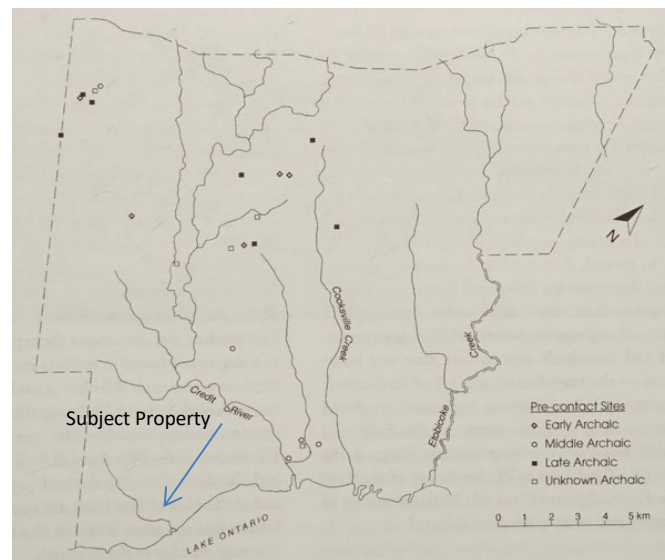 N
Cooksville Creek
Etobicoke Creek
Credit River
Subject Property
LAKE ONTARIO
Pre-contact Sites
Early Archaic
Middle Archaic
Late Archaic
Unknown Archaic
0 1 2 3 4 5 km